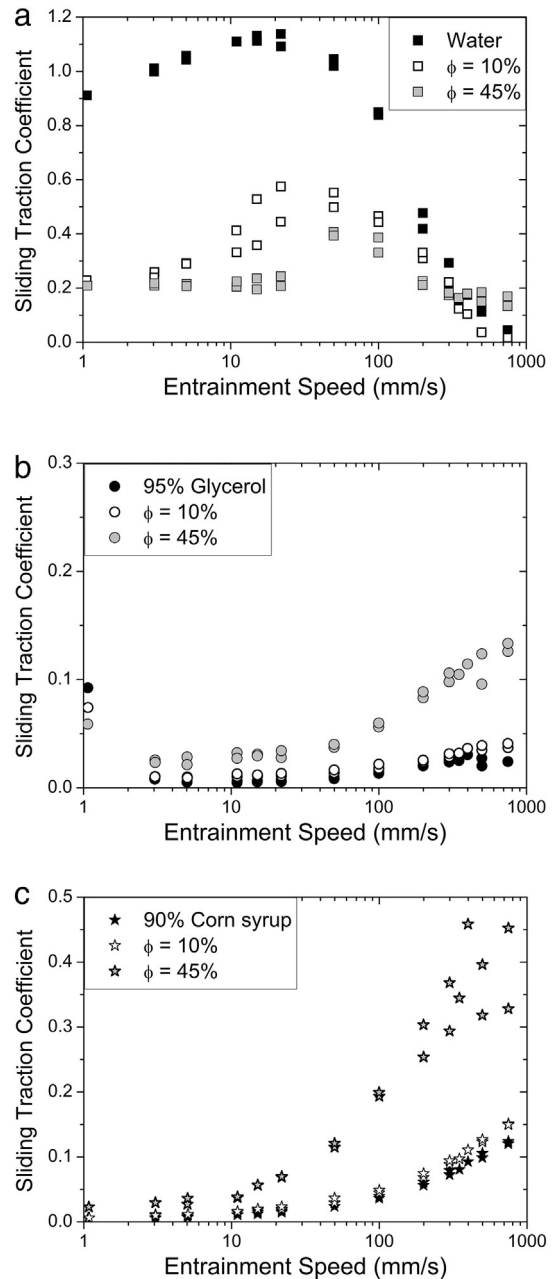 a
1.2
1.0
0.8
0.6
0.4
0.2
0.0
Sliding Traction Coefficient
Water
ϕ = 10%
ϕ = 45%
1 10 100 1000
Entrainment Speed (mm/s)
b
0.3
0.2
0.1
0.0
Sliding Traction Coefficient
95% Glycerol
ϕ = 10%
ϕ = 45%
1 10 100 1000
Entrainment Speed (mm/s)
c
0.5
0.4
0.3
0.2
0.1
0.0
Sliding Traction Coefficient
90% Corn syrup
ϕ = 10%
ϕ = 45%
1 10 100 1000
Entrainment Speed (mm/s)